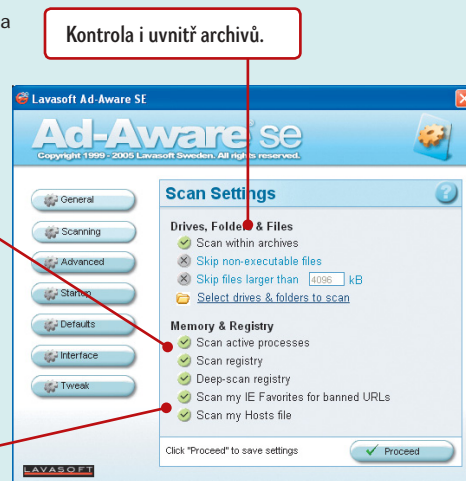 a
Kontrola i uvnitř archivů.
Lavasoft Ad-Aware SE
Ad-Aware SE
Copyright 1999 - 2005 Lavasoft Sweden. All rights reserved.
General
Scanning
Advanced
Startup
Defaults
Interface
Tweak
LAVASOFT
Scan Settings
Drives, Folders & Files
Scan within archives
Skip non-executable files
Skip files larger than 4096 kB
Select drives & folders to scan
Memory & Registry
Scan active processes
Scan registry
Deep-scan registry
Scan my IE Favorites for banned URLs
Scan my Hosts file
Click "Proceed" to save settings
Proceed